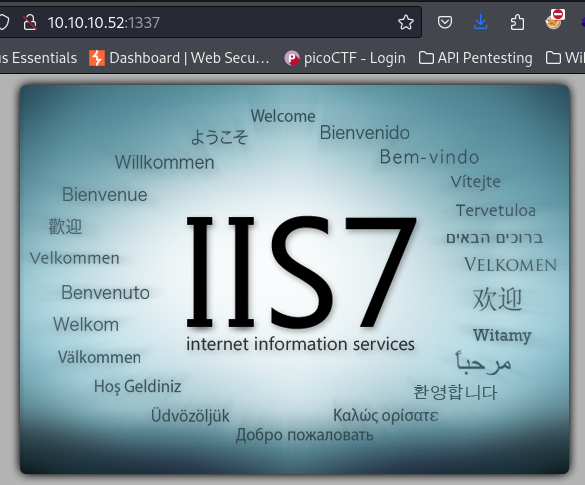 10.10.10.52:1337
us Essentials
Dashboard | Web Secu…
picoCTF - Login
API Pentesting
Wi
Welcome
ようこそ
Bienvenido
Willkommen
Bem-vindo
Bienvenue
Vítejte
歡迎
Tervetuloa
Velkommen
ברוכים הבאים
VELKOMEN
Benvenuto
欢迎
Welkom
Witamy
Välkommen
مرحباً
Hoş Geldiniz
환영합니다
Üdvözöljük
Καλώς ορίσατε
Добро пожаловать
IIS7
internet information services